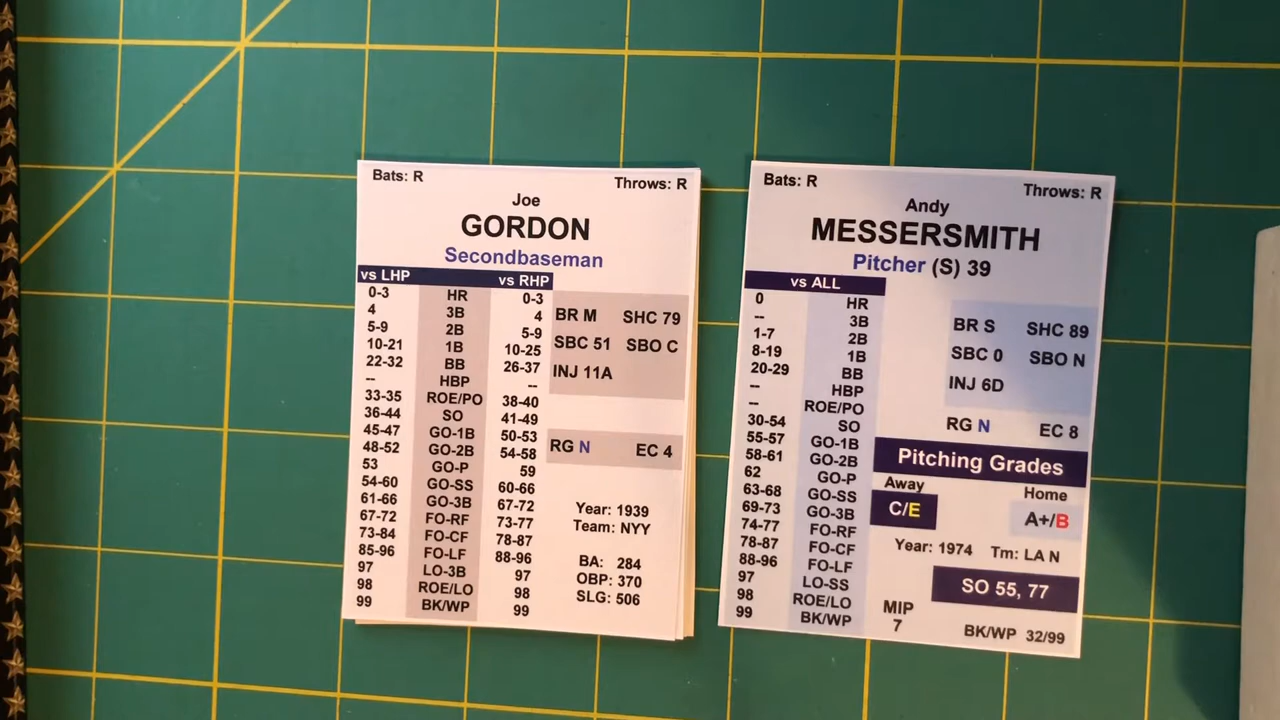 Bats: R Throws: R
Joe
GORDON
Secondbaseman
vs LHP vs RHP
0-3 HR 0-3
4 3B 4
5-9 2B 5-9
10-21 1B 10-25
22-32 BB 26-37
-- HBP --
33-35 ROE/PO 38-40
36-44 SO 41-49
45-47 GO-1B 50-53
48-52 GO-2B 54-58
53 GO-P 59
54-60 GO-SS 60-66
61-66 GO-3B 67-72
67-72 FO-RF 73-77
73-84 FO-CF 78-87
85-96 FO-LF 88-96
97 LO-3B 97
98 ROE/LO 98
99 BK/WP 99
BR M SHC 79
SBC 51 SBO C
INJ 11A
RG N EC 4
Year: 1939
Team: NYY
BA: 284
OBP: 370
SLG: 506
Bats: R Throws: R
Andy
MESSERSMITH
Pitcher (S) 39
vs ALL
0 HR
-- 3B
1-7 2B
8-19 1B
20-29 BB
-- HBP
-- ROE/PO
30-54 SO
55-57 GO-1B
58-61 GO-2B
62 GO-P
63-68 GO-SS
69-73 GO-3B
74-77 FO-RF
78-87 FO-CF
88-96 FO-LF
97 LO-SS
98 ROE/LO
99 BK/WP
BR S SHC 89
SBC 0 SBO N
INJ 6D
RG N EC 8
Pitching Grades
Away Home
C/E A+/B
Year: 1974 Tm: LA N
SO 55, 77
MIP
7
BK/WP 32/99